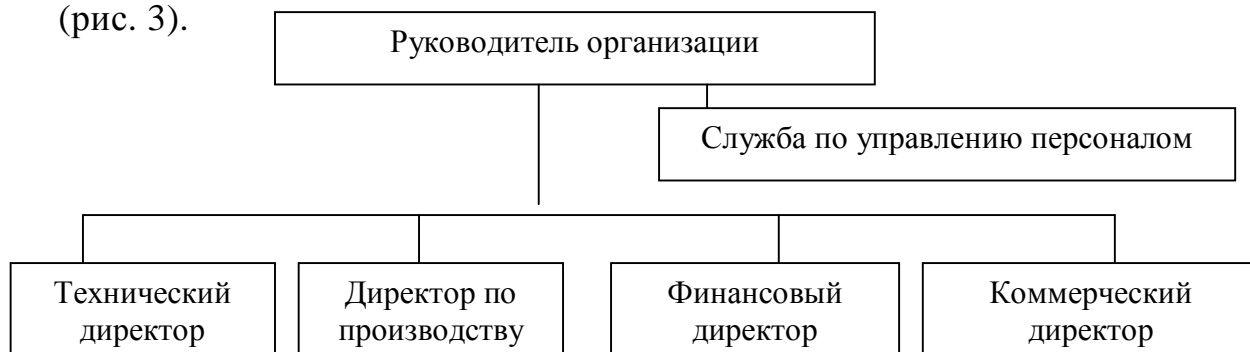 (рис. 3).
Руководитель организации
Служба по управлению персоналом
Технический
директор
Директор по
производству
Финансовый
директор
Коммерческий
директор